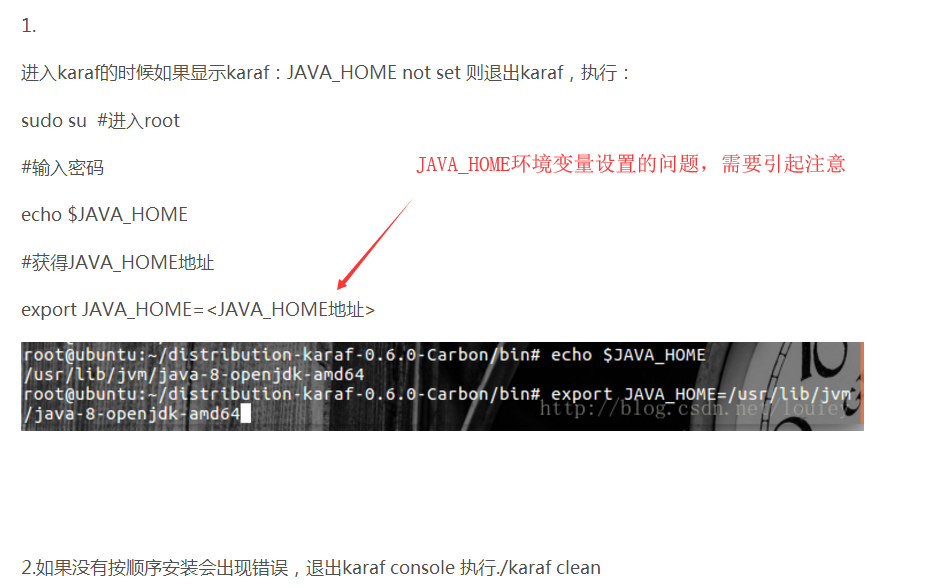 1.
进入karaf的时候如果显示karaf：JAVA_HOME not set 则退出karaf，执行：
sudo su  #进入root
#输入密码
JAVA_HOME环境变量设置的问题，需要引起注意
echo $JAVA_HOME
#获得JAVA_HOME地址
export JAVA_HOME=<JAVA_HOME地址>
root@ubuntu:~/distribution-karaf-0.6.0-Carbon/bin# echo $JAVA_HOME
/usr/lib/jvm/java-8-openjdk-amd64
root@ubuntu:~/distribution-karaf-0.6.0-Carbon/bin# export JAVA_HOME=/usr/lib/jvm
/java-8-openjdk-amd64
2.如果没有按顺序安装会出现错误，退出karaf console 执行./karaf clean